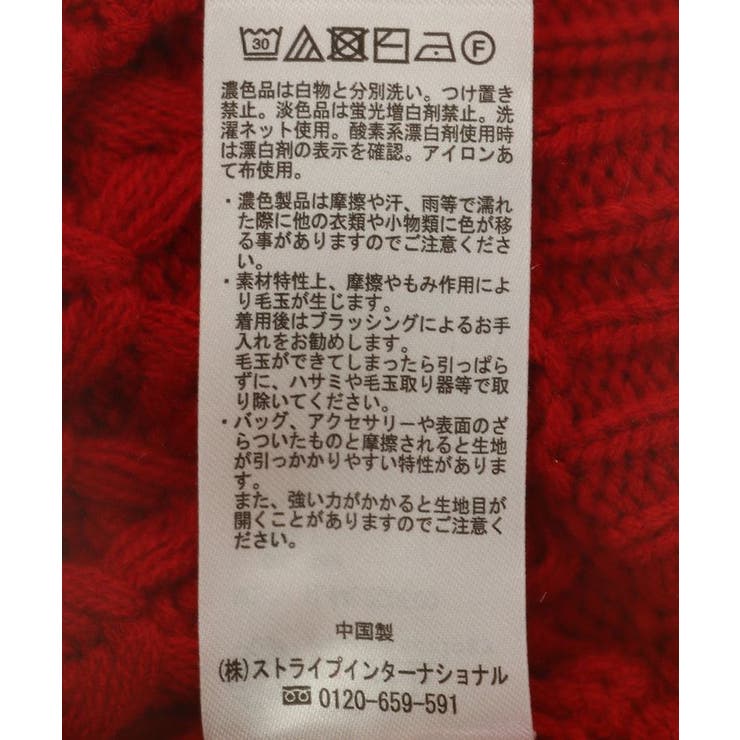 30 F
濃色品は白物と分別洗い。つけ置き
禁止。淡色品は蛍光増白剤禁止。洗
濯ネット使用。酸素系漂白剤使用時
は漂白剤の表示を確認。アイロンあ
て布使用。
・濃色製品は摩擦や汗、雨等で濡れ
た際に他の衣類や小物類に色が移
る事がありますのでご注意くださ
い。
・素材特性上、摩擦やもみ作用によ
り毛玉が生じます。
着用後はブラッシングによるお手
入れをお勧めします。
毛玉ができてしまったら引っぱら
ずに、ハサミや毛玉取り器等で取
り除いてください。
・バッグ、アクセサリーや表面のざ
らついたものと摩擦されると生地
が引っかかりやすい特性がありま
す。
また、強い力がかかると生地目が
開くことがありますのでご注意く
ださい。
中国製
(株)ストライプインターナショナル
0120-659-591